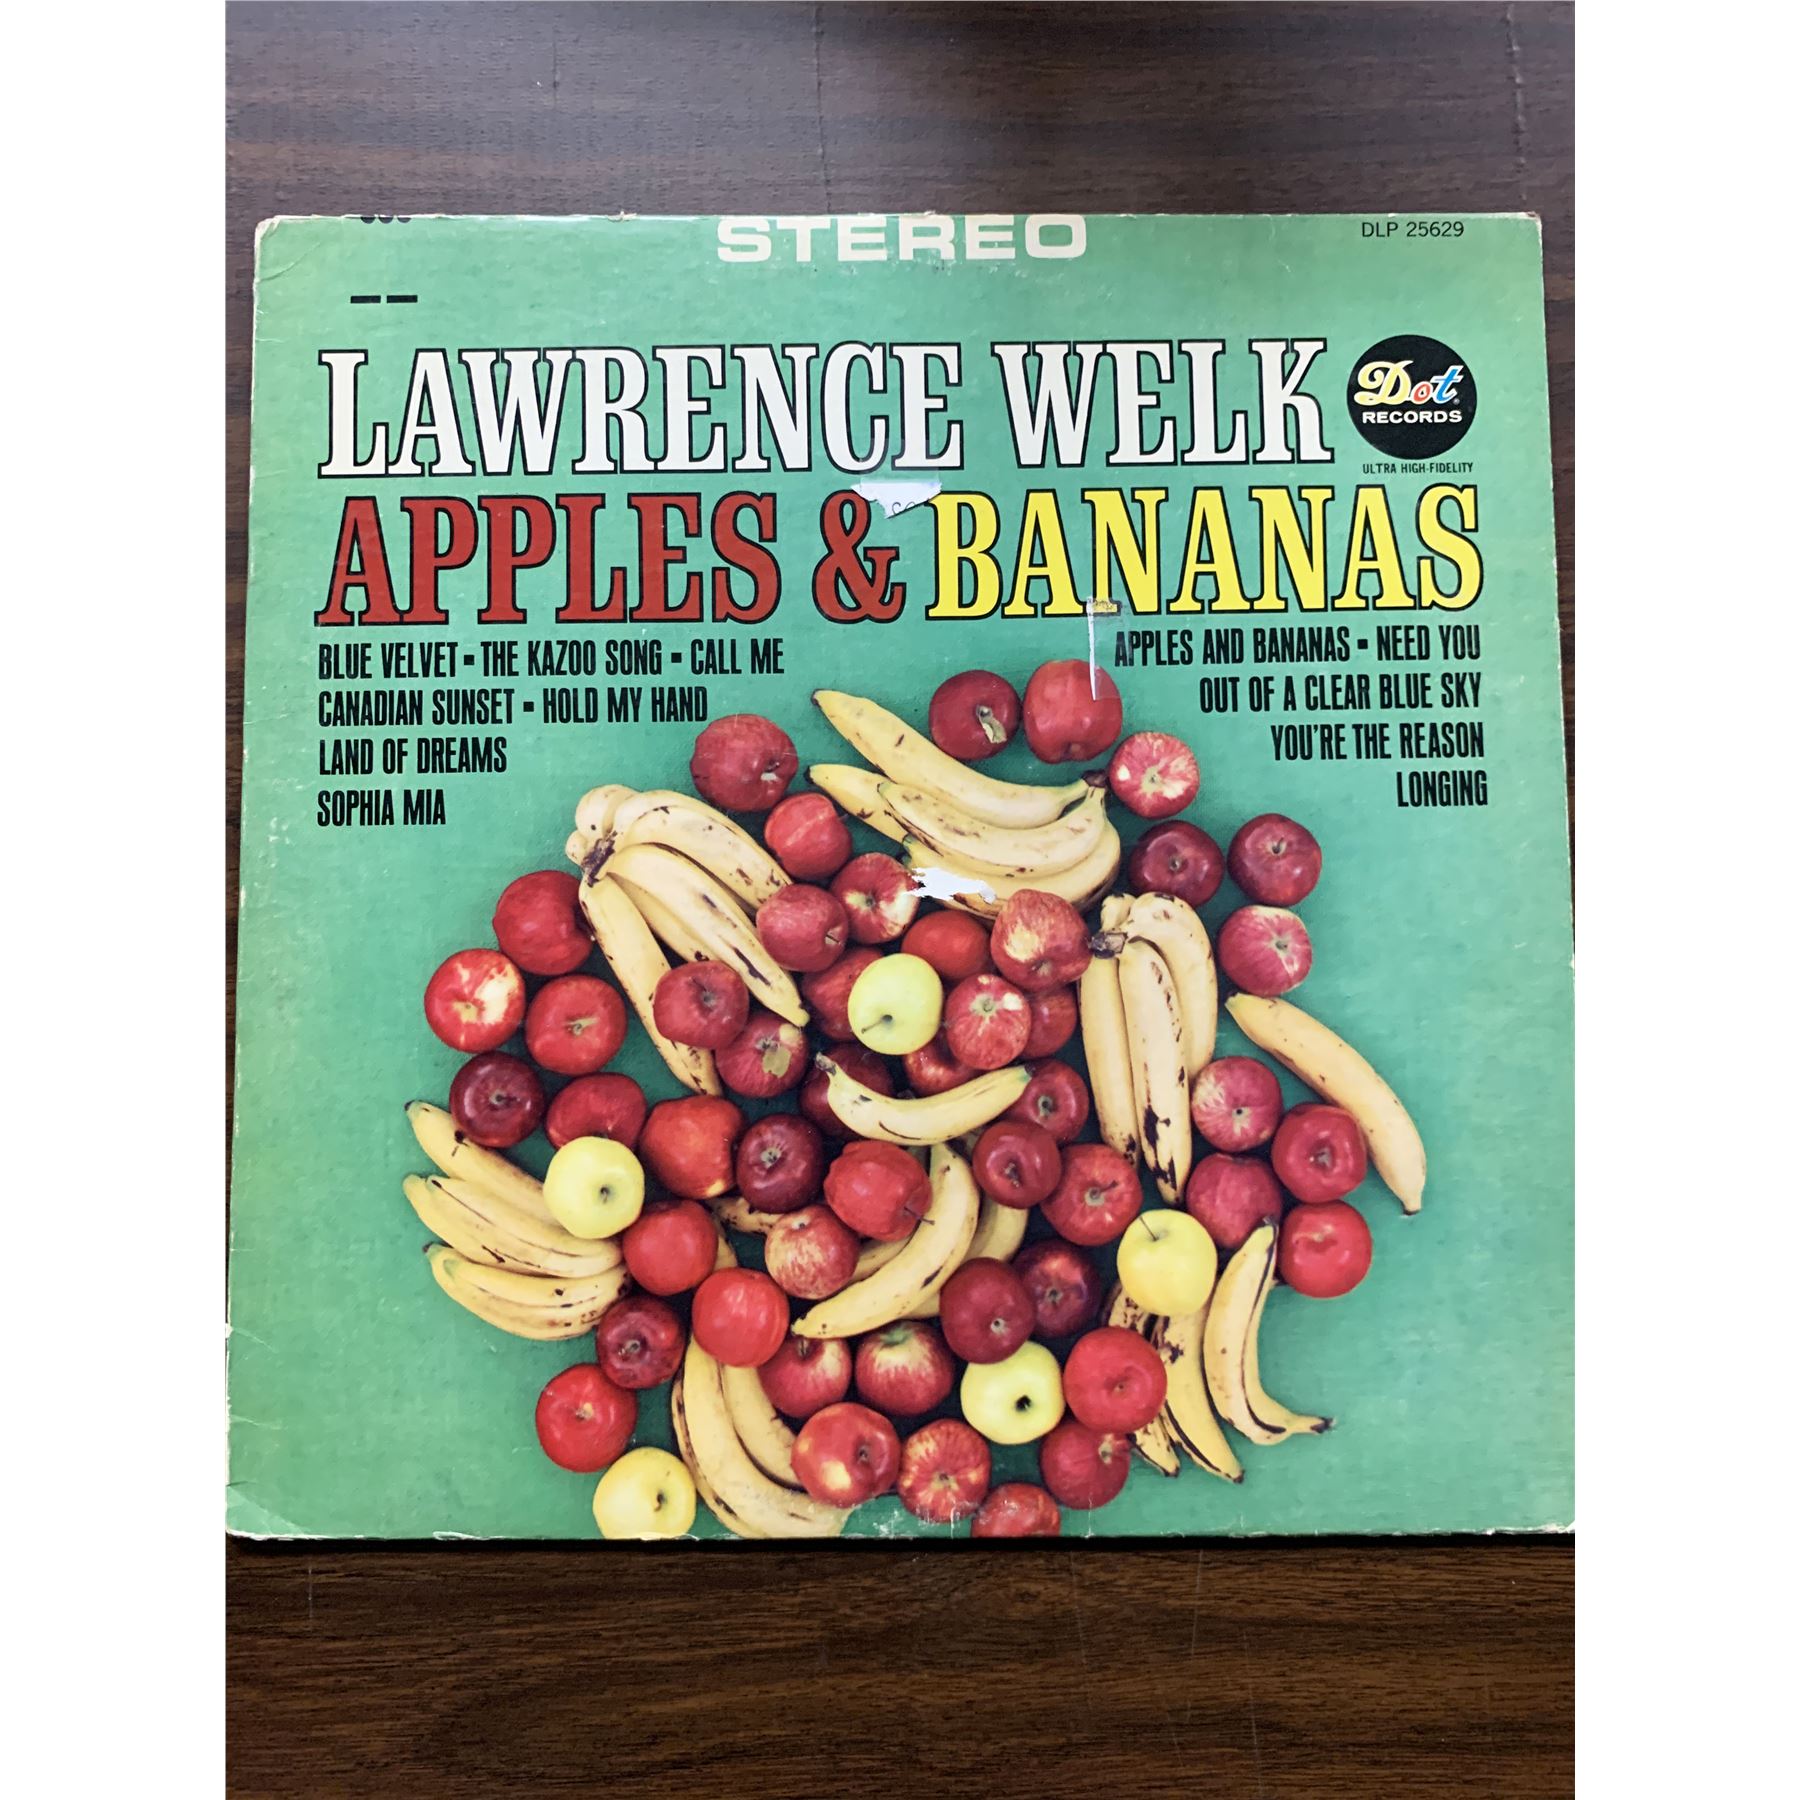 STEREO
DLP 25629
LAWRENCE WELK
Dot
RECORDS
ULTRA HIGH-FIDELITY
APPLES & BANANAS
BLUE VELVET ▪ THE KAZOO SONG ▪ CALL ME
CANADIAN SUNSET ▪ HOLD MY HAND
LAND OF DREAMS
SOPHIA MIA
APPLES AND BANANAS ▪ NEED YOU
OUT OF A CLEAR BLUE SKY
YOU'RE THE REASON
LONGING